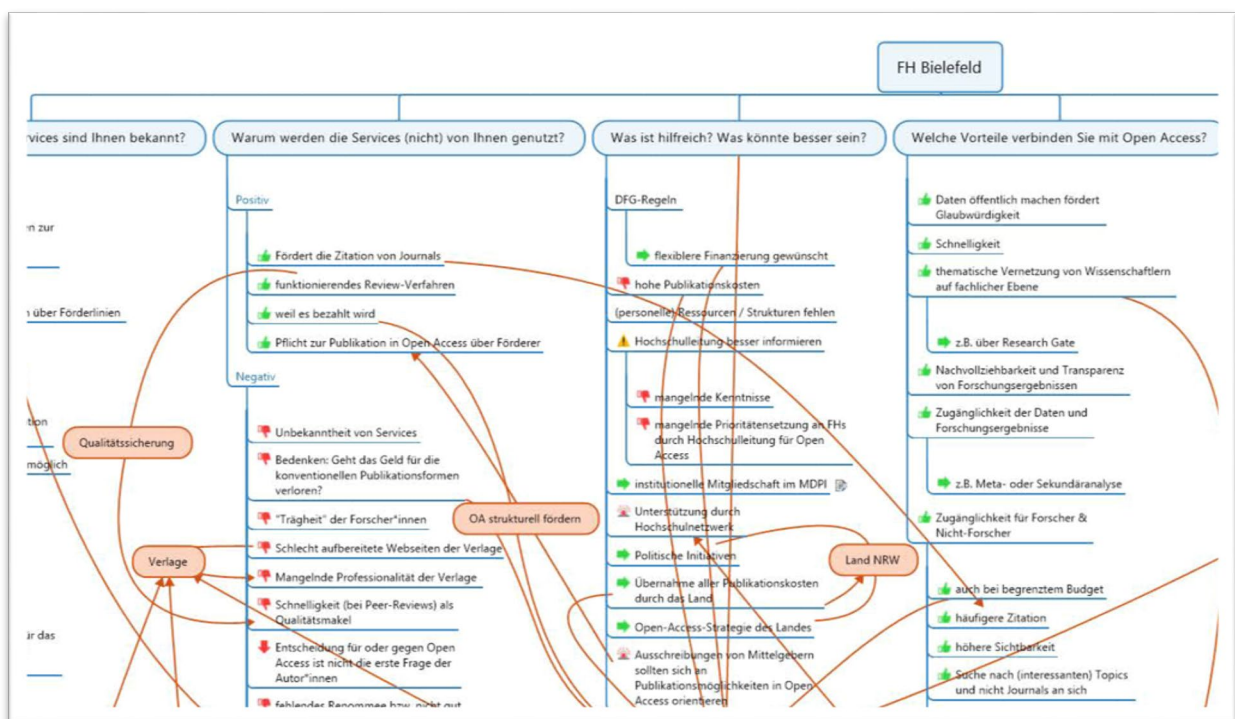 FH Bielefeld
rvices sind Ihnen bekannt?
en zur
n über Förderlinien
ation
möglich
ür das
Warum werden die Services (nicht) von Ihnen genutzt?
Positiv
Fördert die Zitation von Journals
funktionierendes Review-Verfahren
weil es bezahlt wird
Pflicht zur Publikation in Open Access über Förderer
Negativ
Unbekanntheit von Services
Bedenken: Geht das Geld für die
konventionellen Publikationsformen
verloren?
"Trägheit" der Forscher*innen
Schlecht aufbereitete Webseiten der Verlage
Mangelnde Professionalität der Verlage
Schnelligkeit (bei Peer-Reviews) als
Qualitätsmakel
Entscheidung für oder gegen Open
Access ist nicht die erste Frage der
Autor*innen
fehlendes Renommee bzw. nicht gut
Qualitätssicherung
Verlage
OA strukturell fördern
Was ist hilfreich? Was könnte besser sein?
DFG-Regeln
flexiblere Finanzierung gewünscht
hohe Publikationskosten
(personelle) Ressourcen / Strukturen fehlen
Hochschulleitung besser informieren
mangelnde Kenntnisse
mangelnde Prioritätensetzung an FHs
durch Hochschulleitung für Open
Access
institutionelle Mitgliedschaft im MDPI
Unterstützung durch
Hochschulnetzwerk
Politische Initiativen
Übernahme aller Publikationskosten
durch das Land
Open-Access-Strategie des Landes
Ausschreibungen von Mittelgebern
sollten sich an
Publikationsmöglichkeiten in Open
Access orientieren
Land NRW
Welche Vorteile verbinden Sie mit Open Access?
Daten öffentlich machen fördert
Glaubwürdigkeit
Schnelligkeit
thematische Vernetzung von Wissenschaftlern
auf fachlicher Ebene
z.B. über Research Gate
Nachvollziehbarkeit und Transparenz
von Forschungsergebnissen
Zugänglichkeit der Daten und
Forschungsergebnisse
z.B. Meta- oder Sekundäranalyse
Zugänglichkeit für Forscher &
Nicht-Forscher
auch bei begrenztem Budget
häufigere Zitation
höhere Sichtbarkeit
Suche nach (interessanten) Topics
und nicht Journals an sich